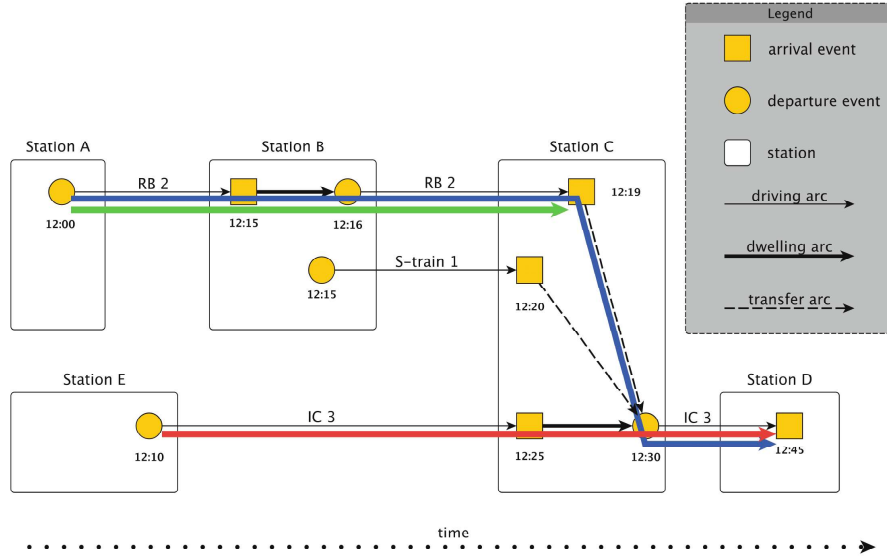 Legend
arrival event
departure event
station
driving arc
dwelling arc
transfer arc
Station A
Station B
Station C
RB 2
RB 2
12:00
12:15
12:16
12:19
S-train 1
12:15
12:20
Station E
Station D
IC 3
IC 3
12:10
12:25
12:30
12:45
time